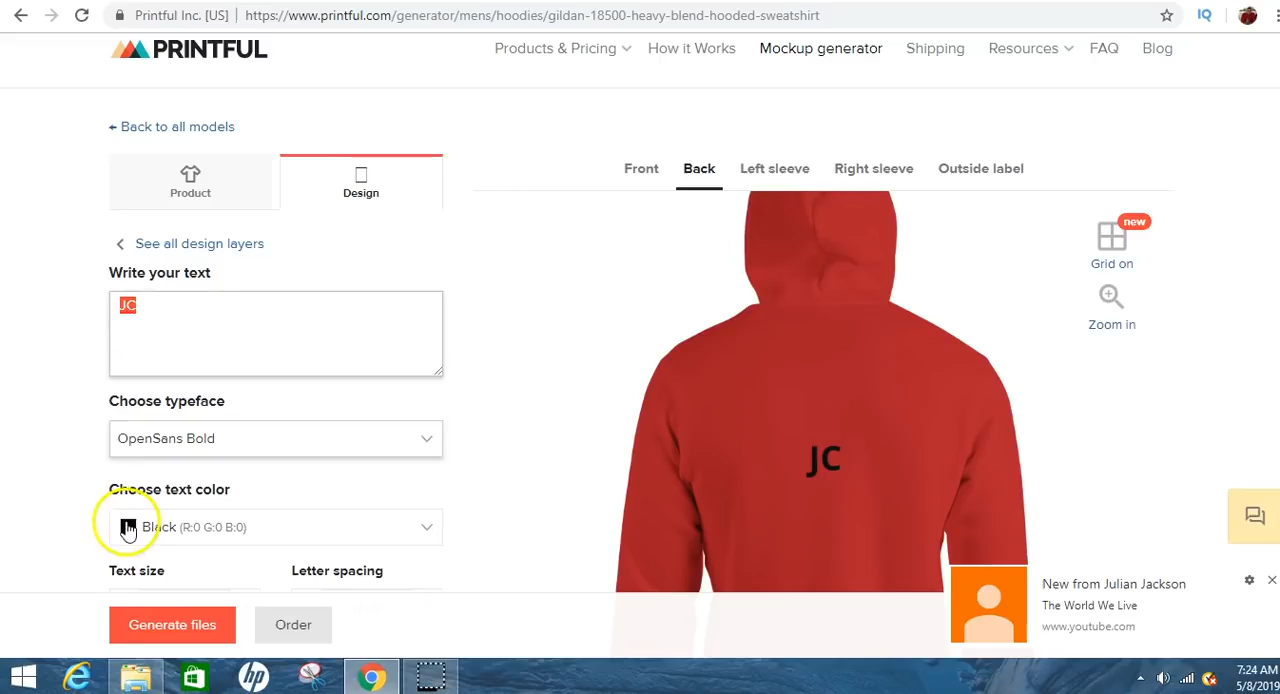 Printful Inc. [US] | https://www.printful.com/generator/mens/hoodies/gildan-18500-heavy-blend-hooded-sweatshirt
IQ
PRINTFUL
Products & Pricing How it Works Mockup generator Shipping Resources FAQ Blog
Back to all models
Product
Design
Front Back Left sleeve Right sleeve Outside label
new
Grid on
Zoom in
See all design layers
Write your text
JC
Choose typeface
OpenSans Bold
Choose text color
Black (R:0 G:0 B:0)
Text size Letter spacing
Generate files Order
JC
New from Julian Jackson
The World We Live
www.youtube.com
hp
7:24 AM
5/8/2019